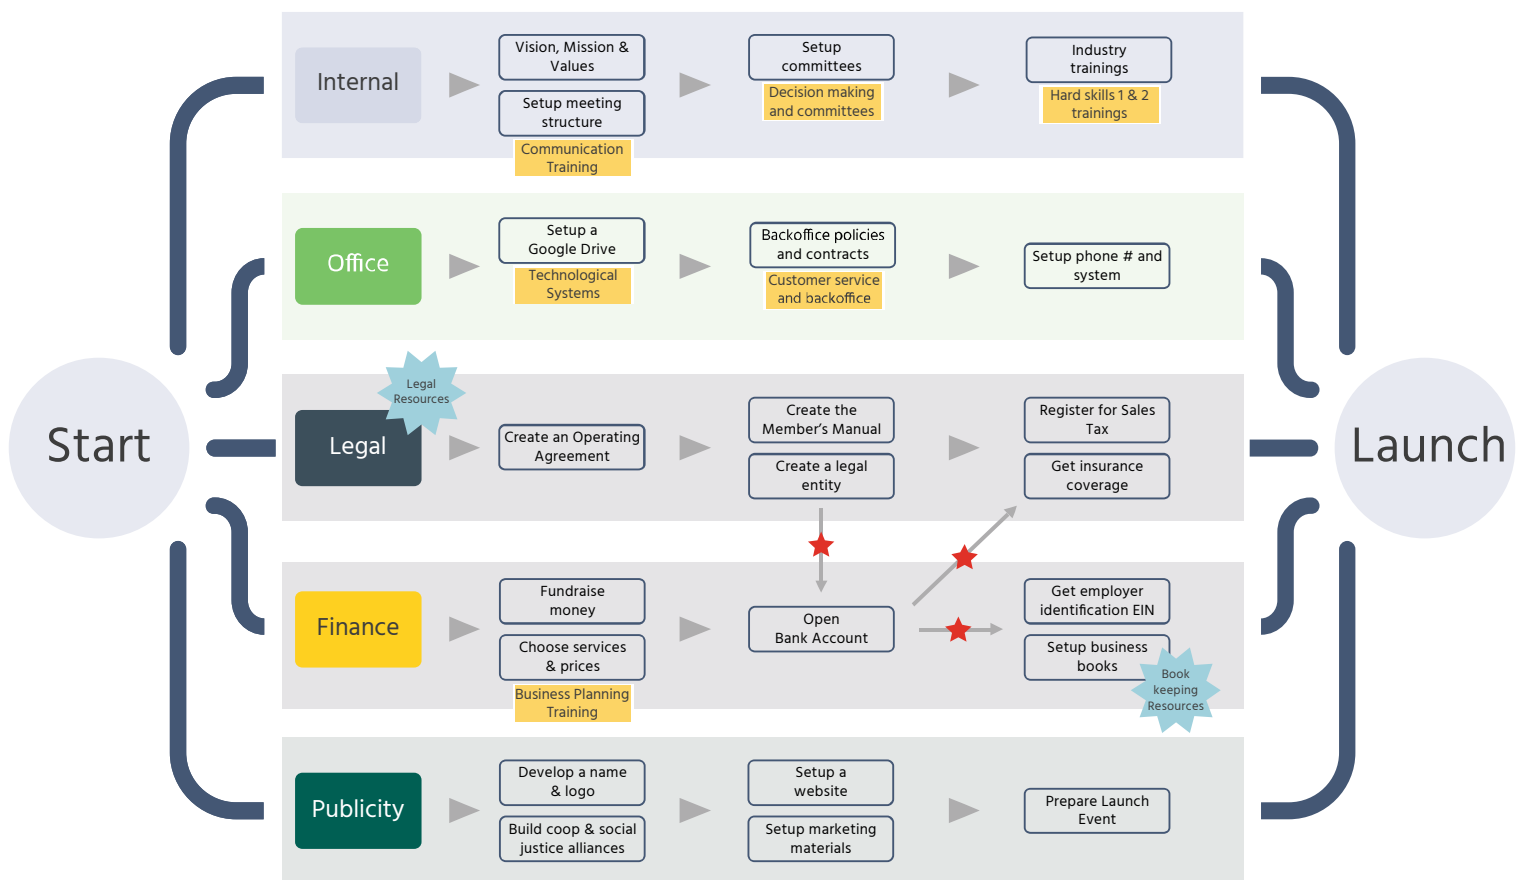 Start
Internal
Vision, Mission &
Values
Setup meeting
structure
Communication
Training
Setup
committees
Decision making
and committees
Industry
trainings
Hard skills 1 & 2
trainings
Office
Setup a
Google Drive
Technological
Systems
Backoffice policies
and contracts
Customer service
and backoffice
Setup phone # and
system
Legal
Resources
Legal
Create an Operating
Agreement
Create the
Member’s Manual
Create a legal
entity
Register for Sales
Tax
Get insurance
coverage
Finance
Fundraise
money
Choose services
& prices
Business Planning
Training
Open
Bank Account
Get employer
identification EIN
Setup business
books
Book
keeping
Resources
Publicity
Develop a name
& logo
Build coop & social
justice alliances
Setup a
website
Setup marketing
materials
Prepare Launch
Event
Launch